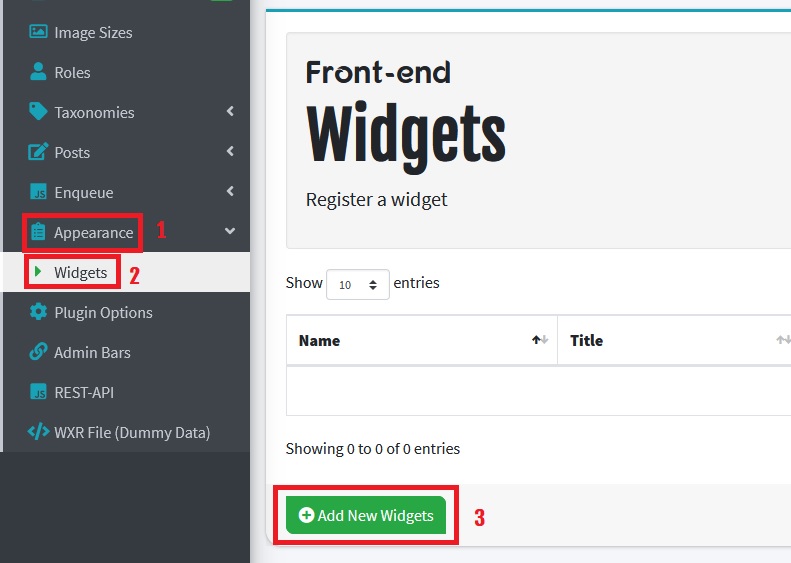 Image Sizes
Roles
Taxonomies
Posts
JS Enqueue
Appearance 1
Widgets 2
Plugin Options
Admin Bars
JS REST-API
WXR File (Dummy Data)
Front-end
Widgets
Register a widget
Show 10 entries
Name Title
Showing 0 to 0 of 0 entries
Add New Widgets 3